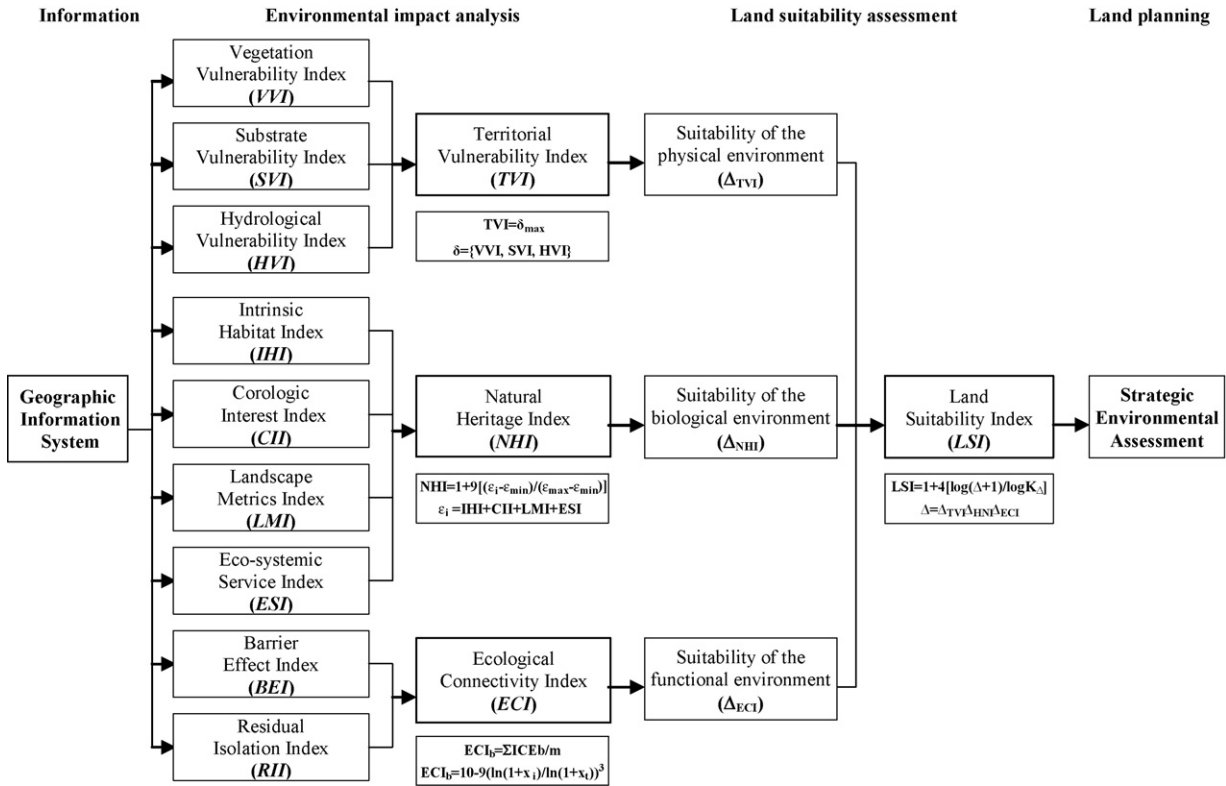 Information
Environmental impact analysis
Land suitability assessment
Land planning
Vegetation
Vulnerability Index
(VVI)
Substrate
Vulnerability Index
(SVI)
Hydrological
Vulnerability Index
(HVI)
Territorial
Vulnerability Index
(TVI)
TVI=δmax
δ={VVI, SVI, HVI}
Suitability of the
physical environment
(ΔTVI)
Geographic
Information
System
Intrinsic
Habitat Index
(IHI)
Corologic
Interest Index
(CII)
Landscape
Metrics Index
(LMI)
Eco-systemic
Service Index
(ESI)
Natural
Heritage Index
(NHI)
NHI=1+9[(εi-εmin)/(εmax-εmin)]
εi =IHI+CII+LMI+ESI
Suitability of the
biological environment
(ΔNHI)
Land
Suitability Index
(LSI)
LSI=1+4[log(Δ+1)/logKΔ]
Δ=ΔTVIΔHNIΔECI
Strategic
Environmental
Assessment
Barrier
Effect Index
(BEI)
Residual
Isolation Index
(RII)
Ecological
Connectivity Index
(ECI)
ECIb=ΣICEb/m
ECIb=10-9(ln(1+xi)/ln(1+xt))³
Suitability of the
functional environment
(ΔECI)